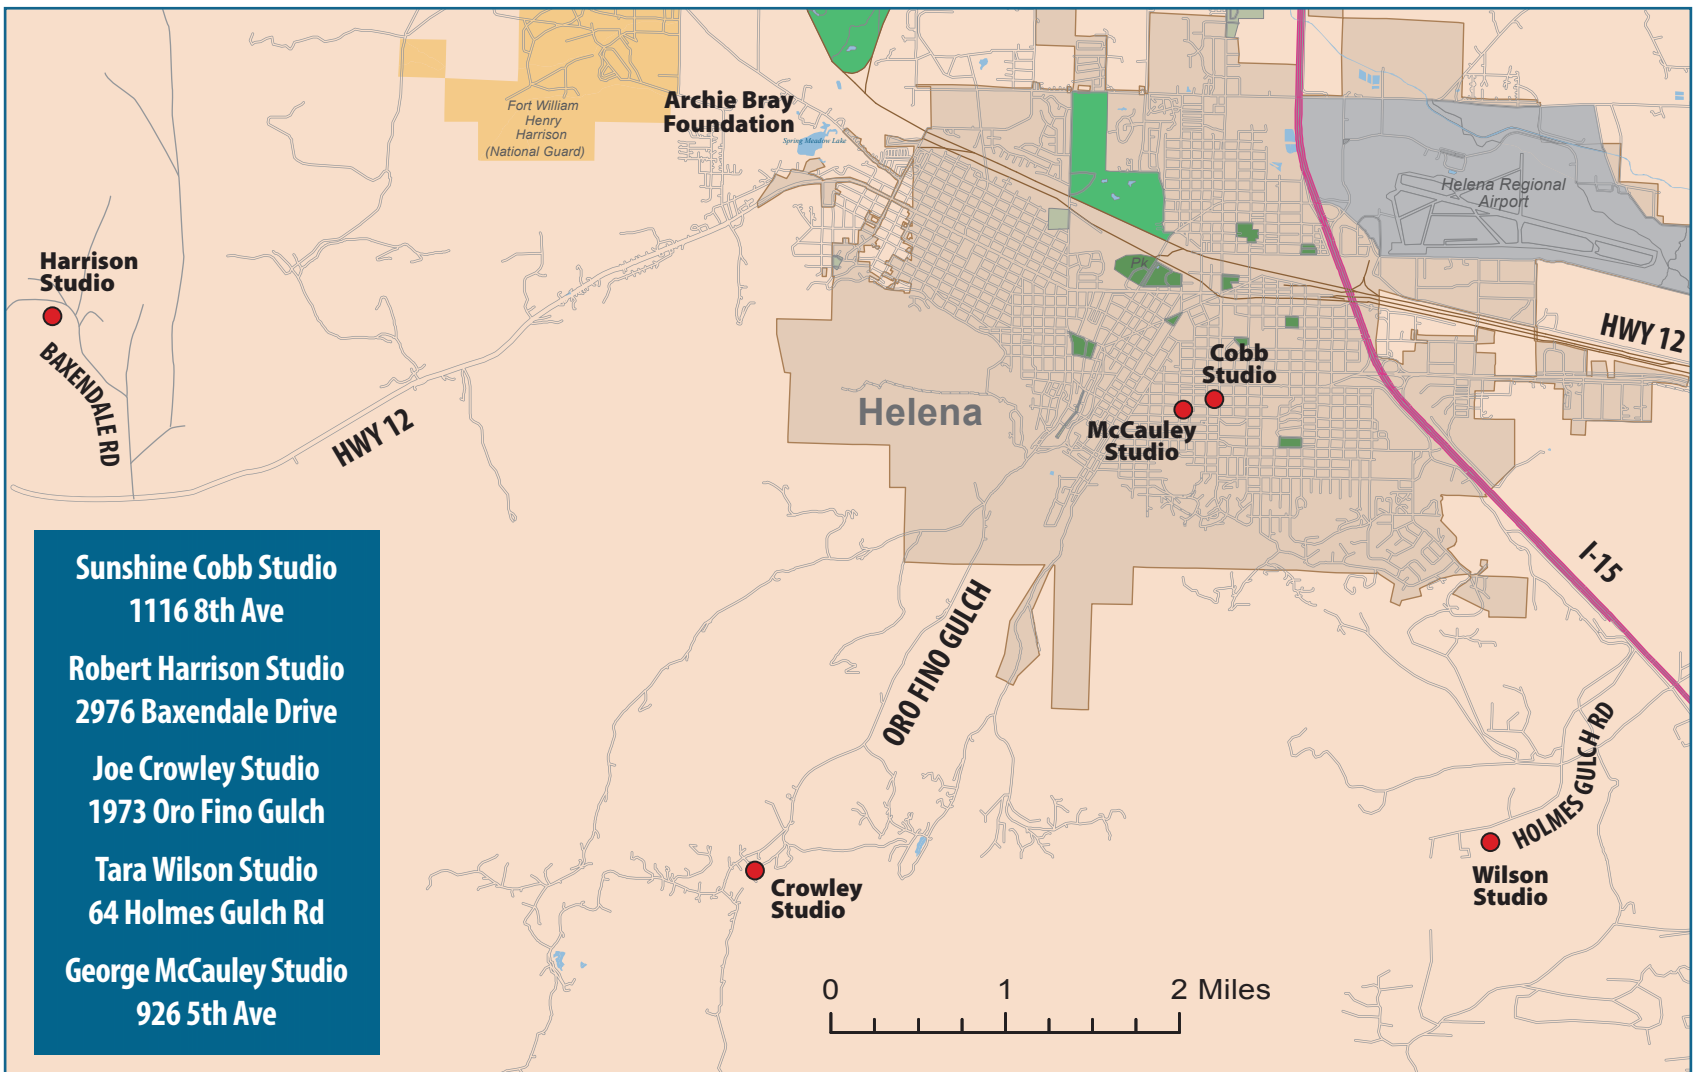 Fort William
Henry
Harrison
(National Guard)
Archie Bray
Foundation
Spring Meadow Lake
Helena Regional
Airport
Pk
Harrison
Studio
BAXENDALE RD
HWY 12
HWY 12
Cobb
Studio
Helena
McCauley
Studio
I-15
ORO FINO GULCH
HOLMES GULCH RD
Wilson
Studio
Crowley
Studio
Sunshine Cobb Studio
1116 8th Ave
Robert Harrison Studio
2976 Baxendale Drive
Joe Crowley Studio
1973 Oro Fino Gulch
Tara Wilson Studio
64 Holmes Gulch Rd
George McCauley Studio
926 5th Ave
0 1 2 Miles